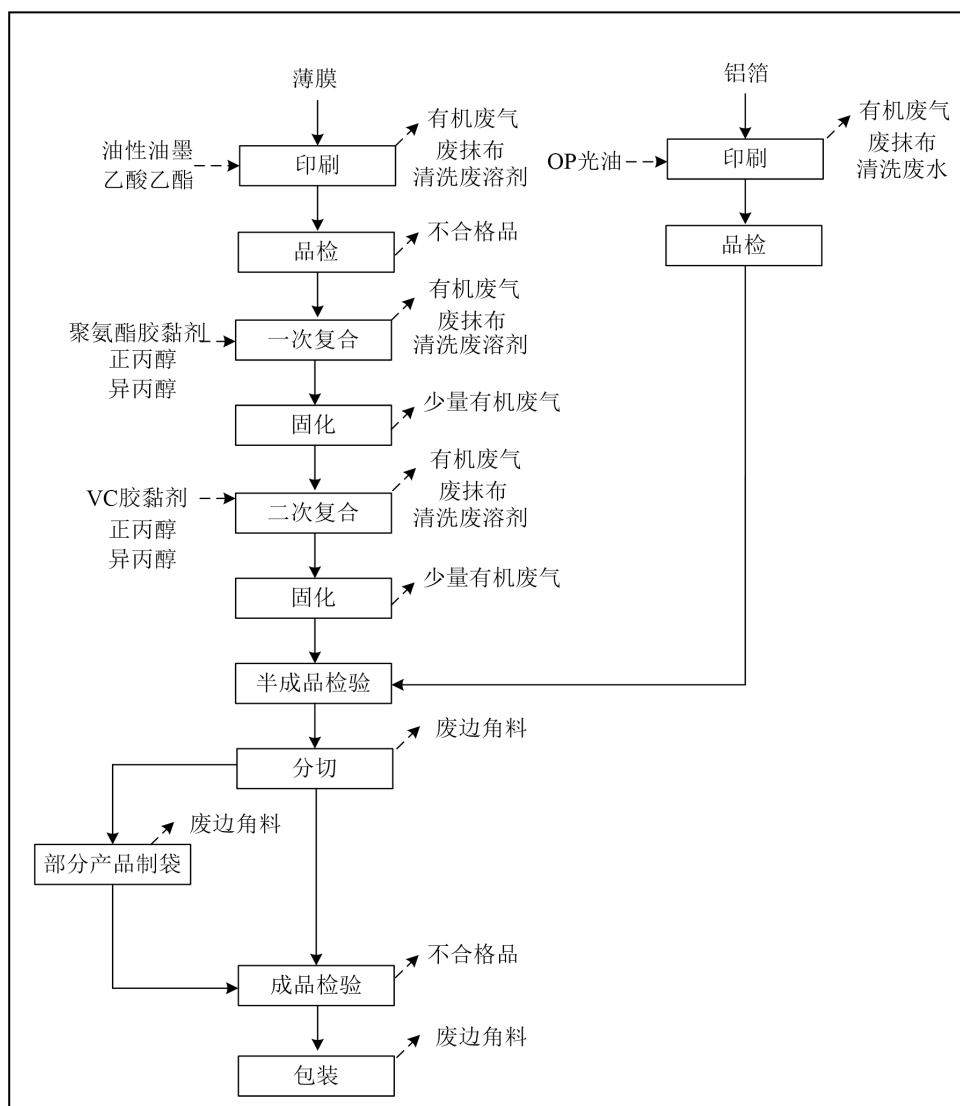 薄膜
铝箔
油性油墨
乙酸乙酯
印刷
有机废气
废抹布
清洗废溶剂
OP光油
印刷
有机废气
废抹布
清洗废水
品检
不合格品
品检
聚氨酯胶黏剂
正丙醇
异丙醇
一次复合
有机废气
废抹布
清洗废溶剂
固化
少量有机废气
VC胶黏剂
正丙醇
异丙醇
二次复合
有机废气
废抹布
清洗废溶剂
固化
少量有机废气
半成品检验
分切
废边角料
部分产品制袋
废边角料
成品检验
不合格品
包装
废边角料